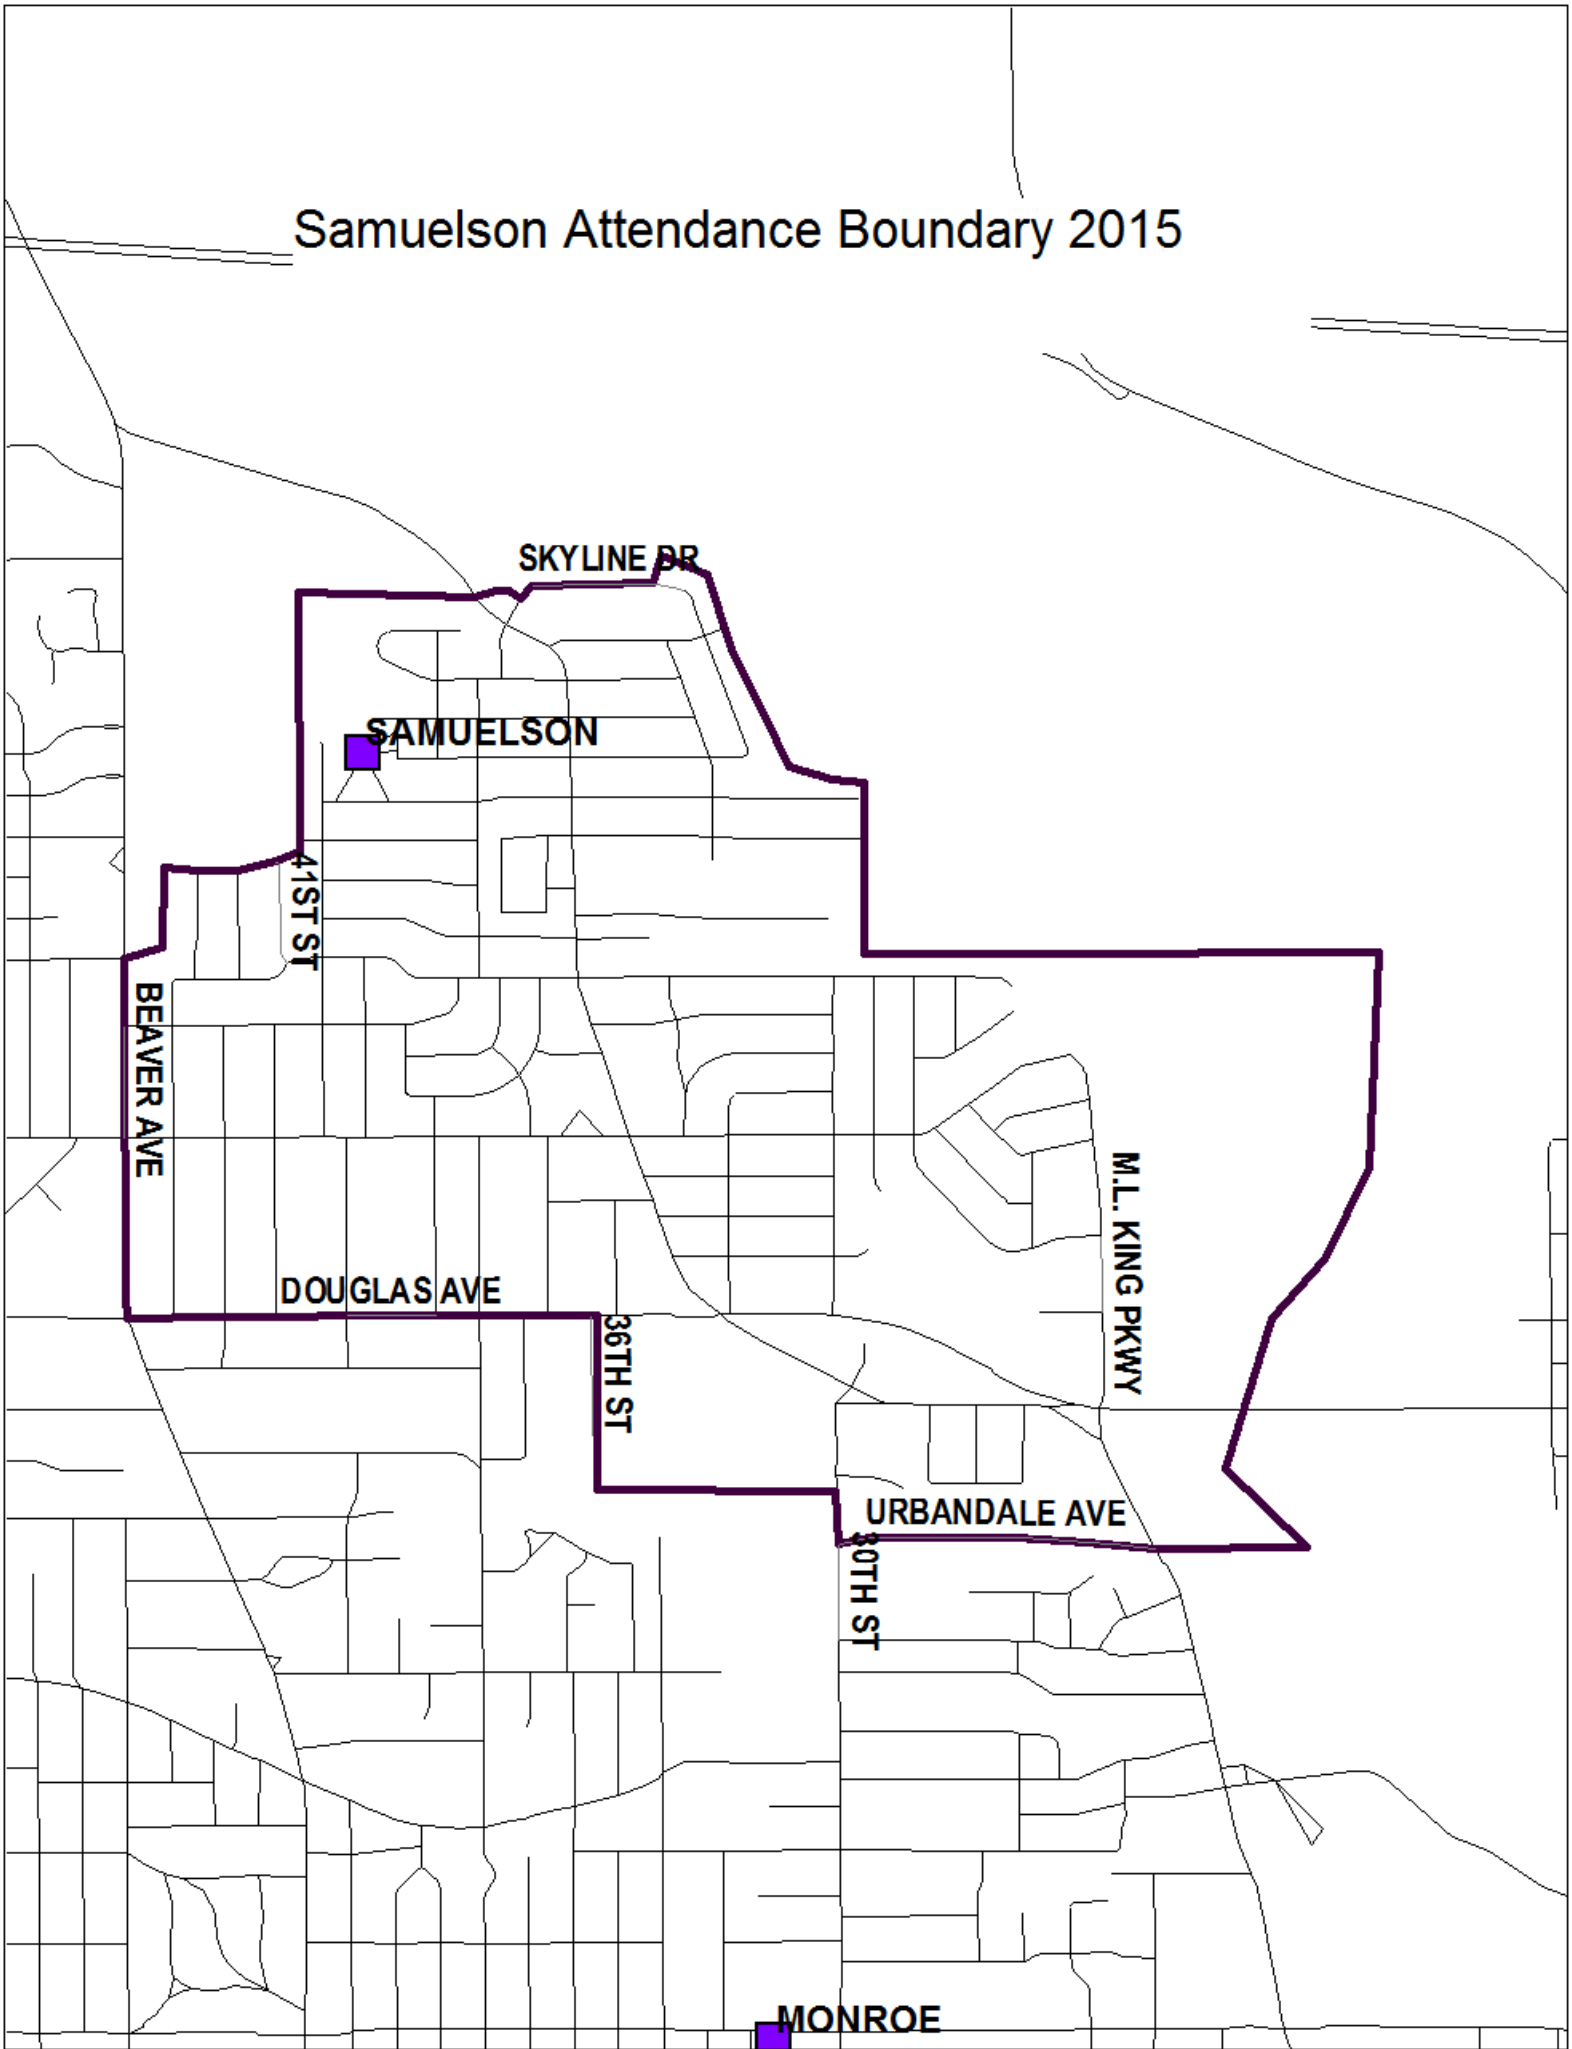 Samuelson Attendance Boundary 2015
SKYLINE DR
SAMUELSON
41ST ST
BEAVER AVE
M.L. KING PKWY
DOUGLAS AVE
36TH ST
URBANDALE AVE
30TH ST
MONROE